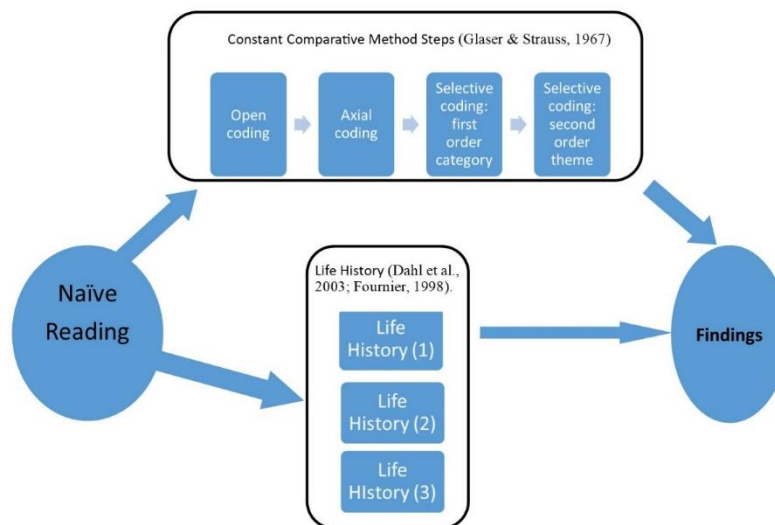 Constant Comparative Method Steps (Glaser & Strauss, 1967)
Open
coding
Axial
coding
Selective
coding:
first
order
category
Selective
coding:
second
order
theme
Naïve
Reading
Life History (Dahl et al.,
2003; Fournier, 1998).
Life
History (1)
Life
History (2)
Life
HIstory (3)
Findings